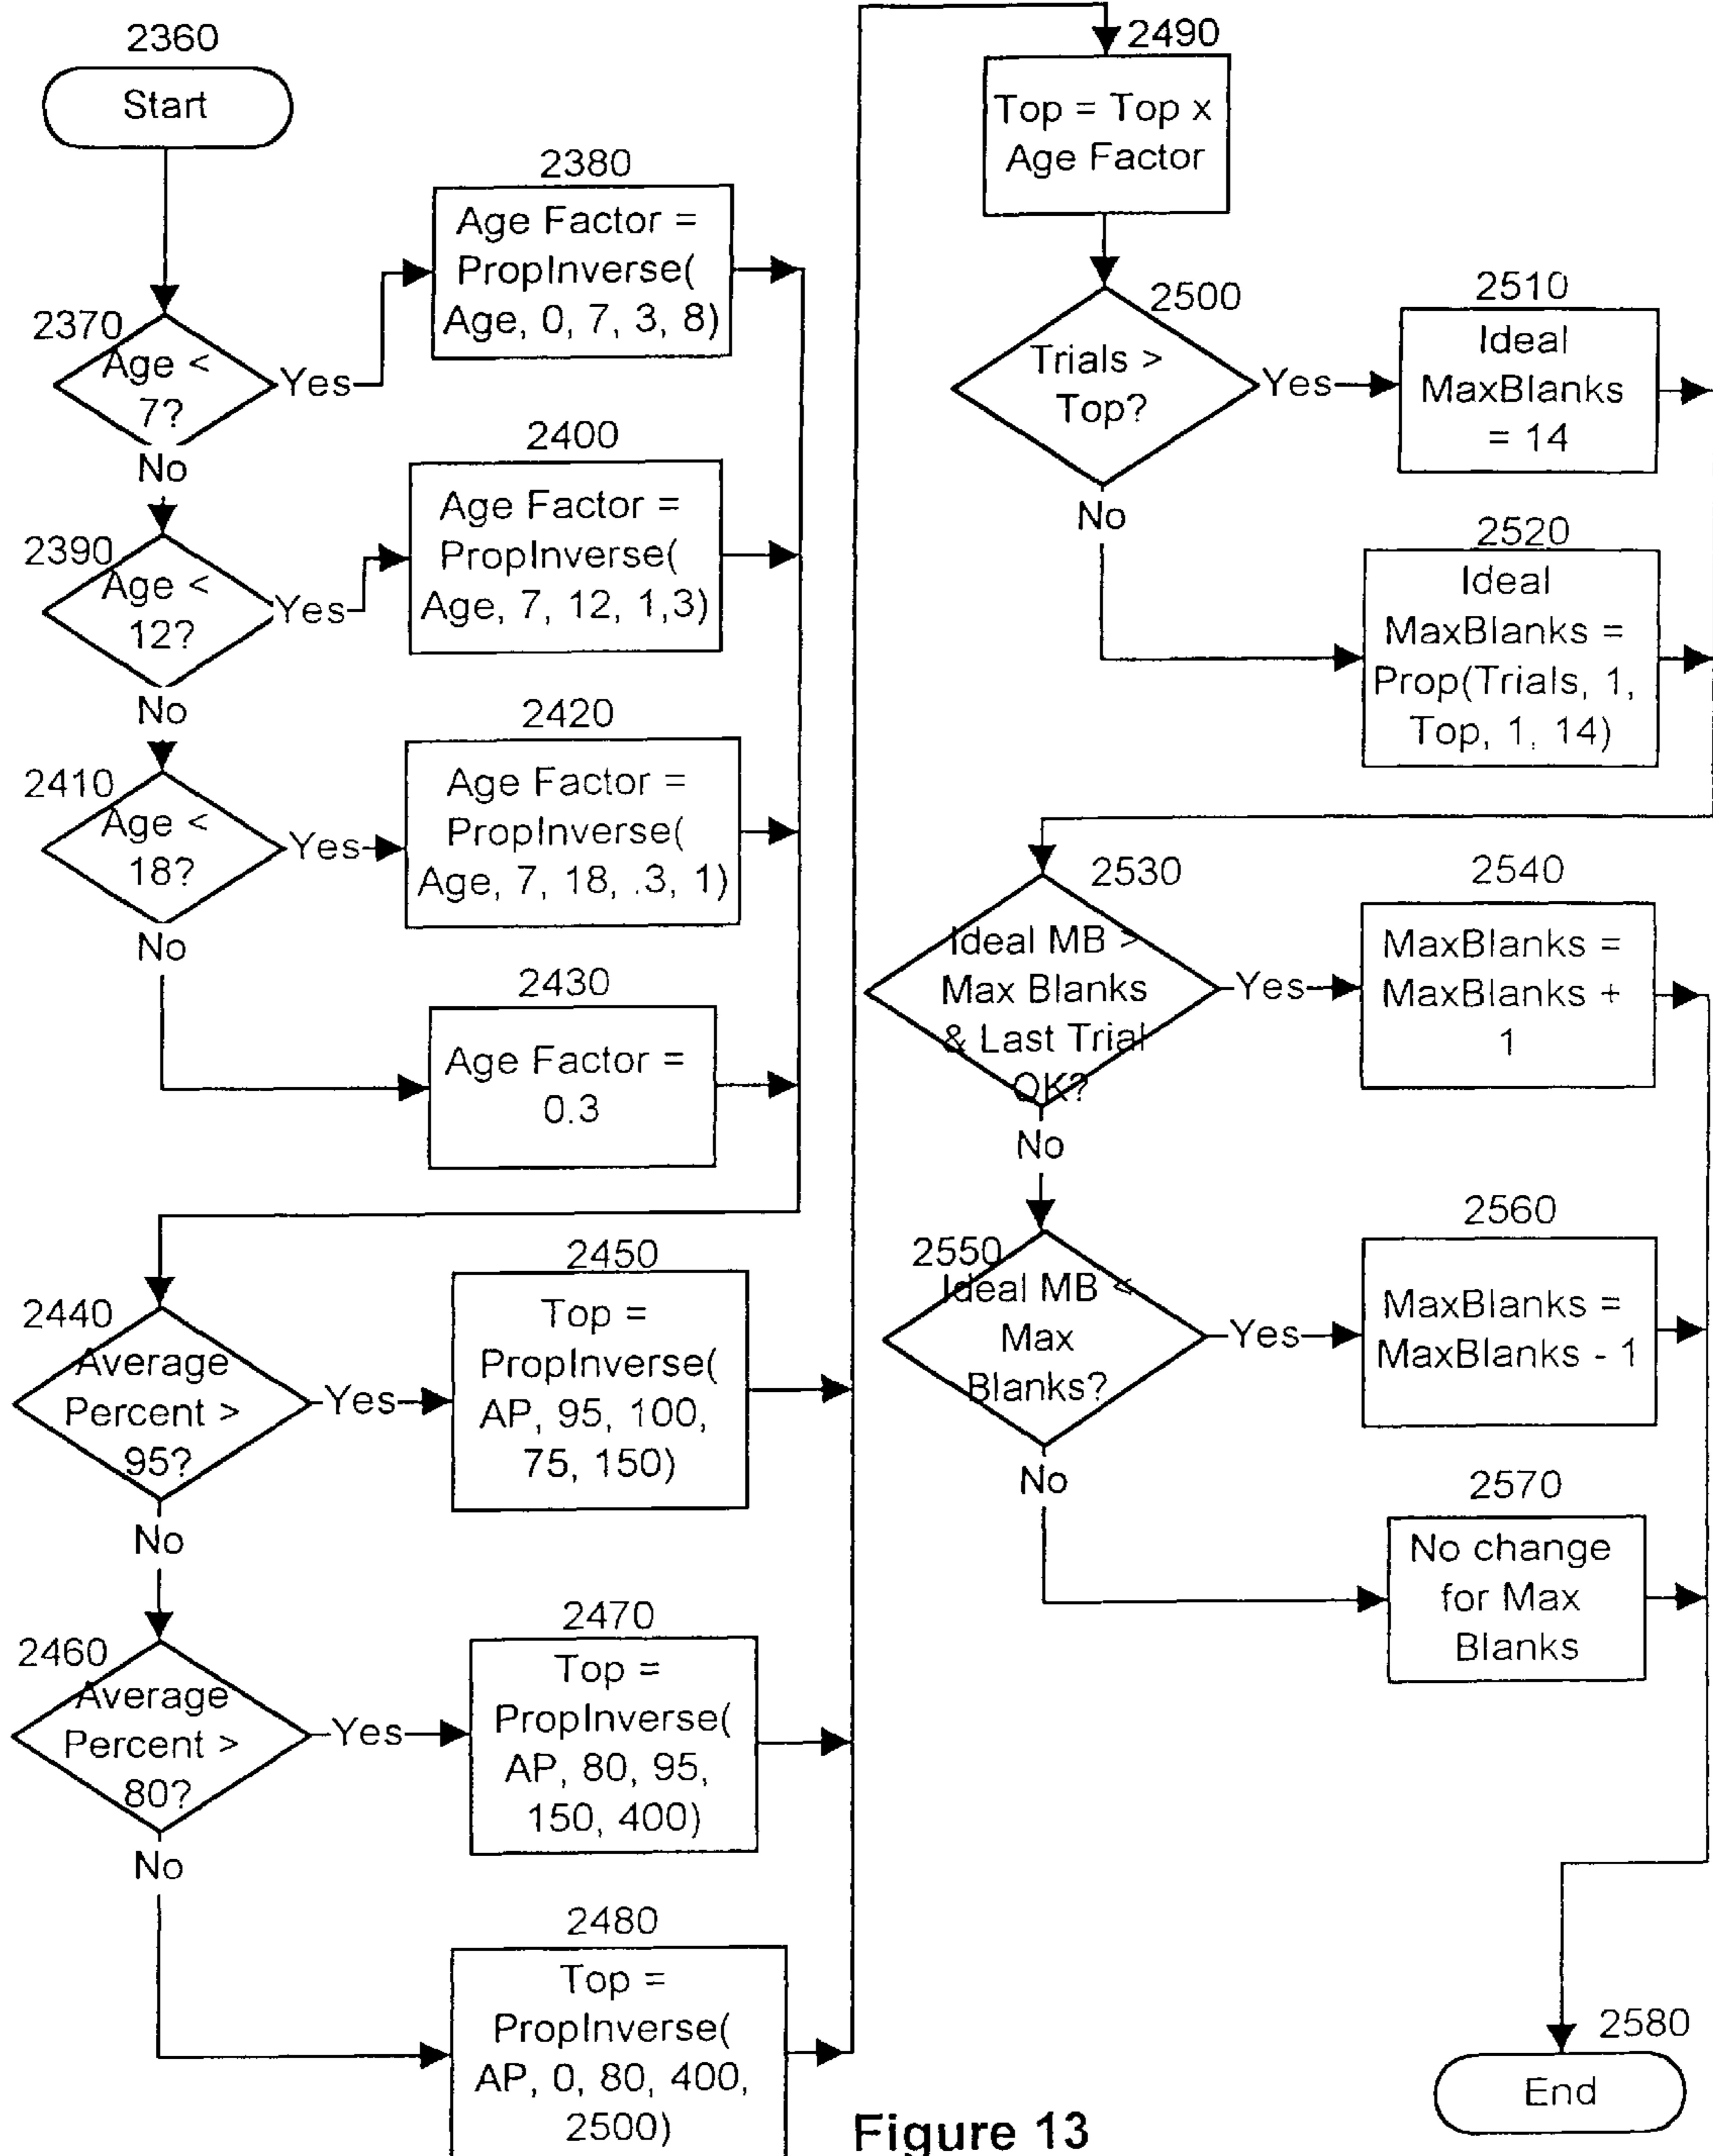 2360
Start
2370
Age <
7?
Yes
No
2380
Age Factor =
PropInverse(
Age, 0, 7, 3, 8)
2390
Age <
12?
Yes
No
2400
Age Factor =
PropInverse(
Age, 7, 12, 1,3)
2410
Age <
18?
Yes
No
2420
Age Factor =
PropInverse(
Age, 7, 18, .3, 1)
2430
Age Factor =
0.3
2440
Average
Percent >
95?
Yes
No
2450
Top =
PropInverse(
AP, 95, 100,
75, 150)
2460
Average
Percent >
80?
Yes
No
2470
Top =
PropInverse(
AP, 80, 95,
150, 400)
2480
Top =
PropInverse(
AP, 0, 80, 400,
2500)
2490
Top = Top x
Age Factor
2500
Trials >
Top?
Yes
No
2510
Ideal
MaxBlanks
= 14
2520
Ideal
MaxBlanks =
Prop(Trials, 1,
Top, 1, 14)
2530
Ideal MB >
Max Blanks
& Last Trial
OK?
Yes
No
2540
MaxBlanks =
MaxBlanks +
1
2550
Ideal MB <
Max
Blanks?
Yes
No
2560
MaxBlanks =
MaxBlanks - 1
2570
No change
for Max
Blanks
2580
End
Figure 13